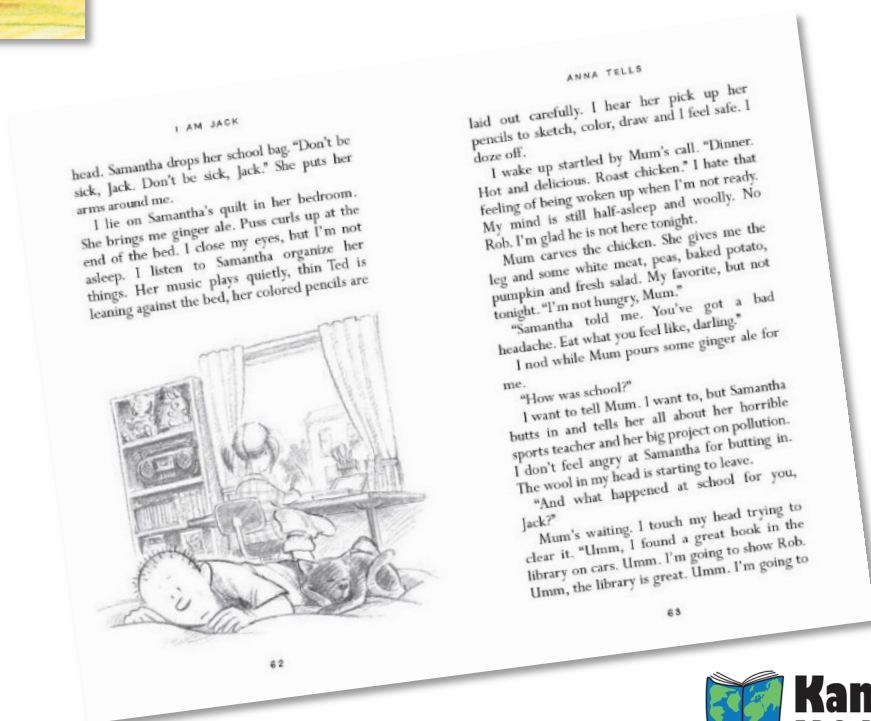 I AM JACK
head. Samantha drops her school bag. “Don’t be
sick, Jack. Don’t be sick, Jack.” She puts her
arms around me.
I lie on Samantha’s quilt in her bedroom.
She brings me ginger ale. Puss curls up at the
end of the bed. I close my eyes, but I’m not
asleep. I listen to Samantha organize her
things. Her music plays quietly, thin Ted is
leaning against the bed, her colored pencils are
62
ANNA TELLS
laid out carefully. I hear her pick up her
pencils to sketch, color, draw and I feel safe. I
doze off.
I wake up startled by Mum’s call. “Dinner.
Hot and delicious. Roast chicken.” I hate that
feeling of being woken up when I’m not ready.
My mind is still half-asleep and woolly. No
Rob. I’m glad he is not here tonight.
Mum carves the chicken. She gives me the
leg and some white meat, peas, baked potato,
pumpkin and fresh salad. My favorite, but not
tonight. “I’m not hungry, Mum.”
“Samantha told me. You’ve got a bad
headache. Eat what you feel like, darling.”
I nod while Mum pours some ginger ale for
me.
“How was school?”
I want to tell Mum. I want to, but Samantha
butts in and tells her all about her horrible
sports teacher and her big project on pollution.
I don’t feel angry at Samantha for butting in.
The wool in my head is starting to leave.
“And what happened at school for you,
Jack?”
Mum’s waiting. I touch my head trying to
clear it. “Umm, I found a great book in the
library on cars. Umm. I’m going to show Rob.
Umm, the library is great. Umm. I’m going to
63
Kan